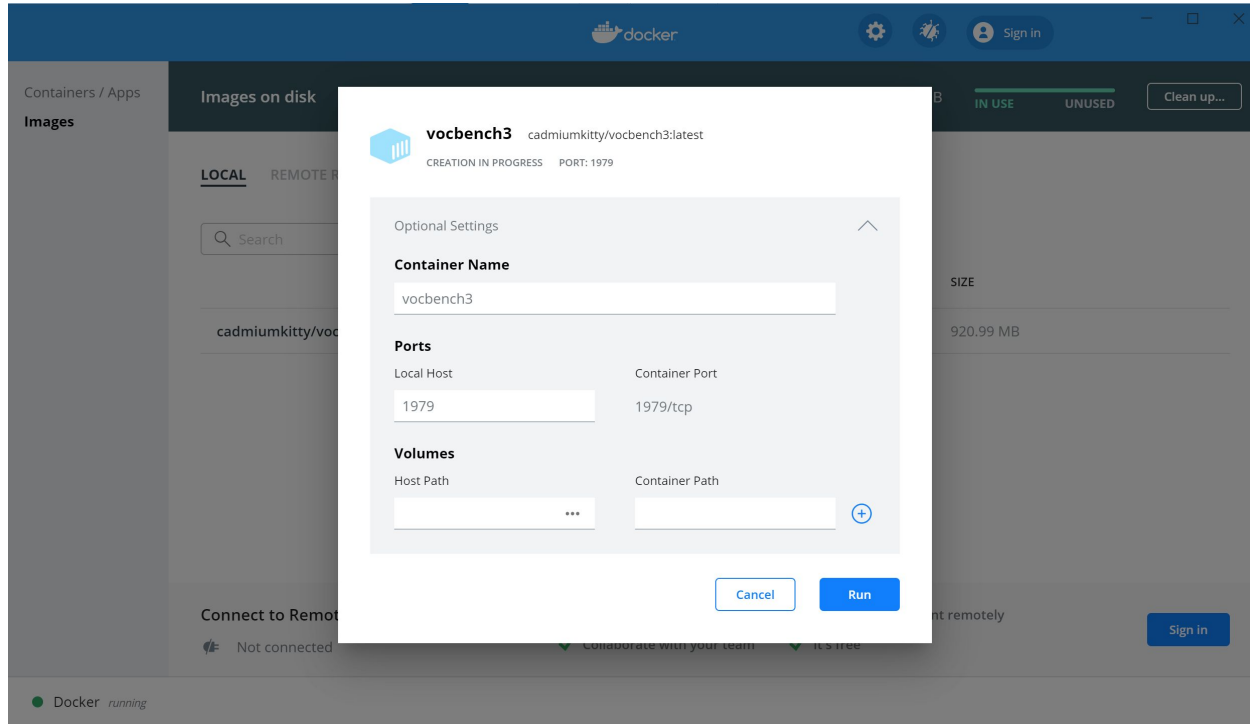 docker
Sign in
Containers / Apps
Images
Images on disk
B
IN USE
UNUSED
Clean up...
LOCAL
REMOTE R
Search
SIZE
cadmiumkitty/voc
920.99 MB
vocbench3 cadmiumkitty/vocbench3:latest
CREATION IN PROGRESS PORT: 1979
Optional Settings
Container Name
vocbench3
Ports
Local Host Container Port
1979 1979/tcp
Volumes
Host Path Container Path
Cancel Run
Connect to Remot
nt remotely
Not connected
Collaborate with your team
It's free
Sign in
Docker running